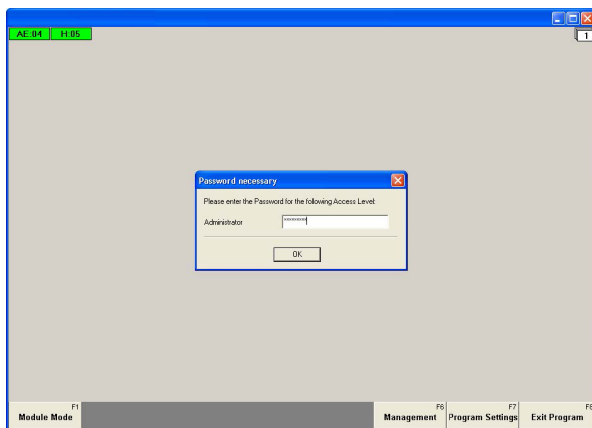 AE:04 H:05
1
Password necessary
Please enter the Password for the following Access Level:
Administrator
OK
F1 F6 F7 F8
Module Mode Management Program Settings Exit Program